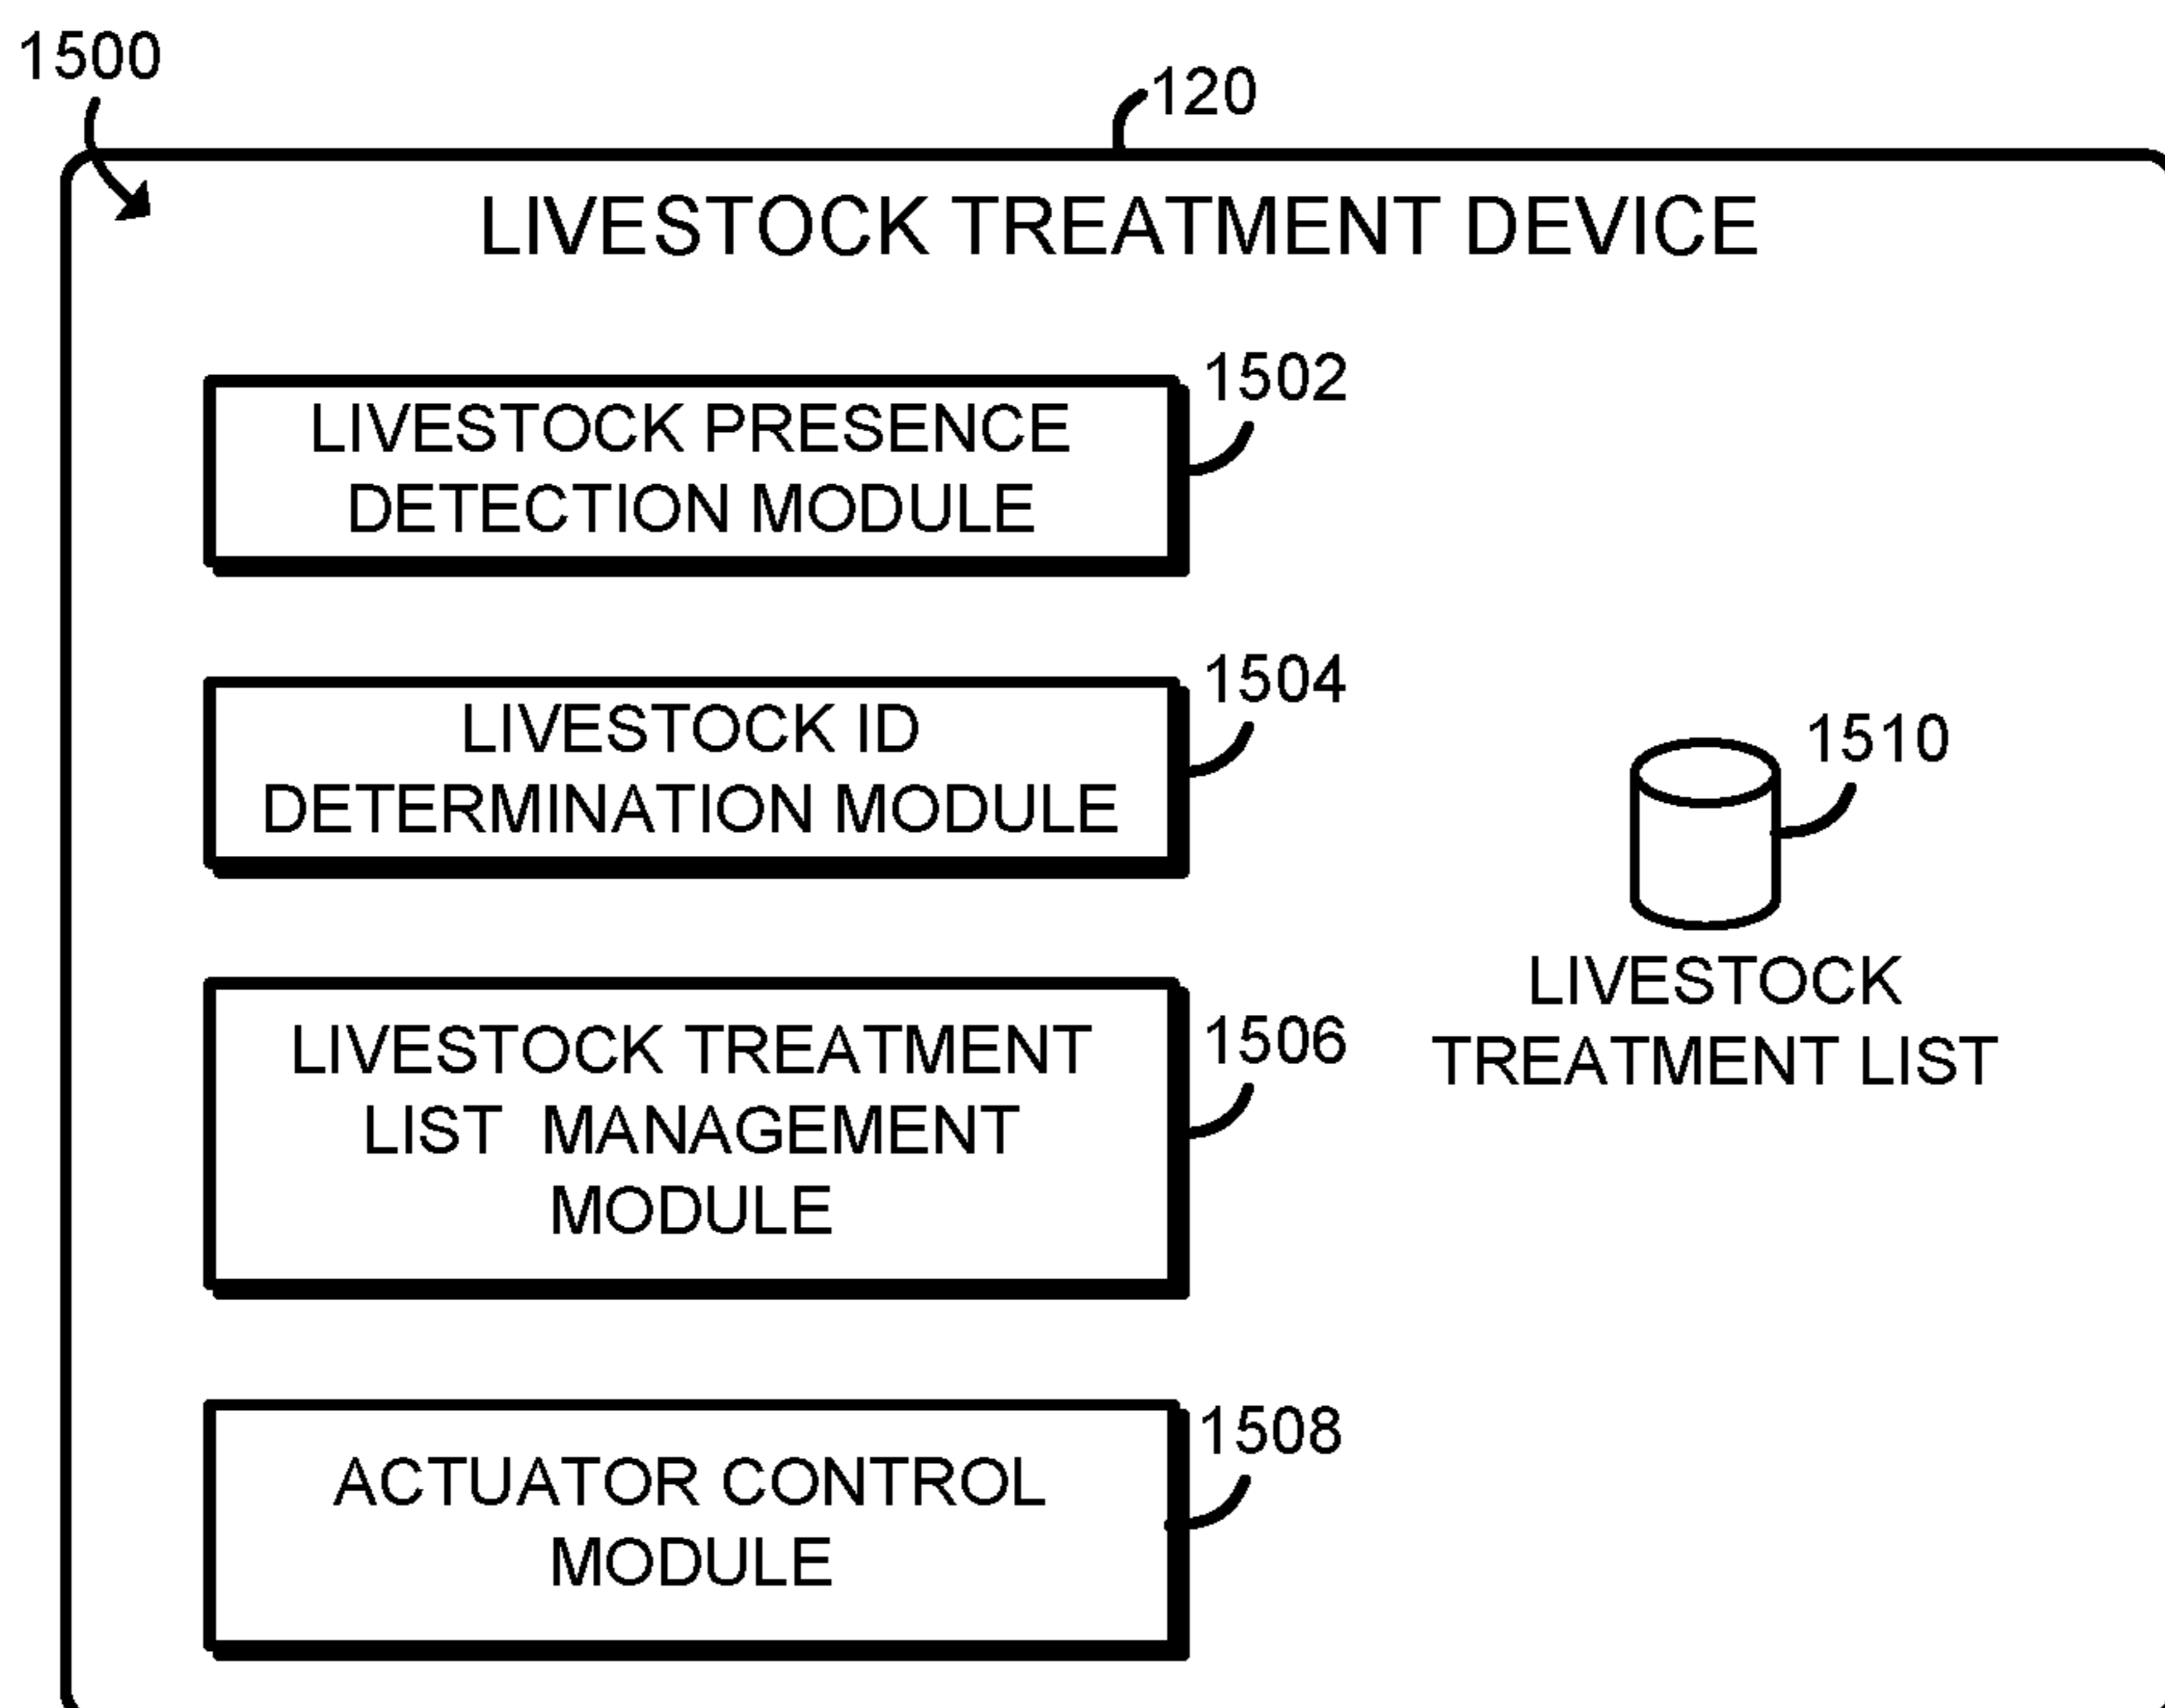 1500
120
LIVESTOCK TREATMENT DEVICE
1502
LIVESTOCK PRESENCE
DETECTION MODULE
1504
LIVESTOCK ID
DETERMINATION MODULE
1510
LIVESTOCK
TREATMENT LIST
1506
LIVESTOCK TREATMENT
LIST MANAGEMENT
MODULE
1508
ACTUATOR CONTROL
MODULE